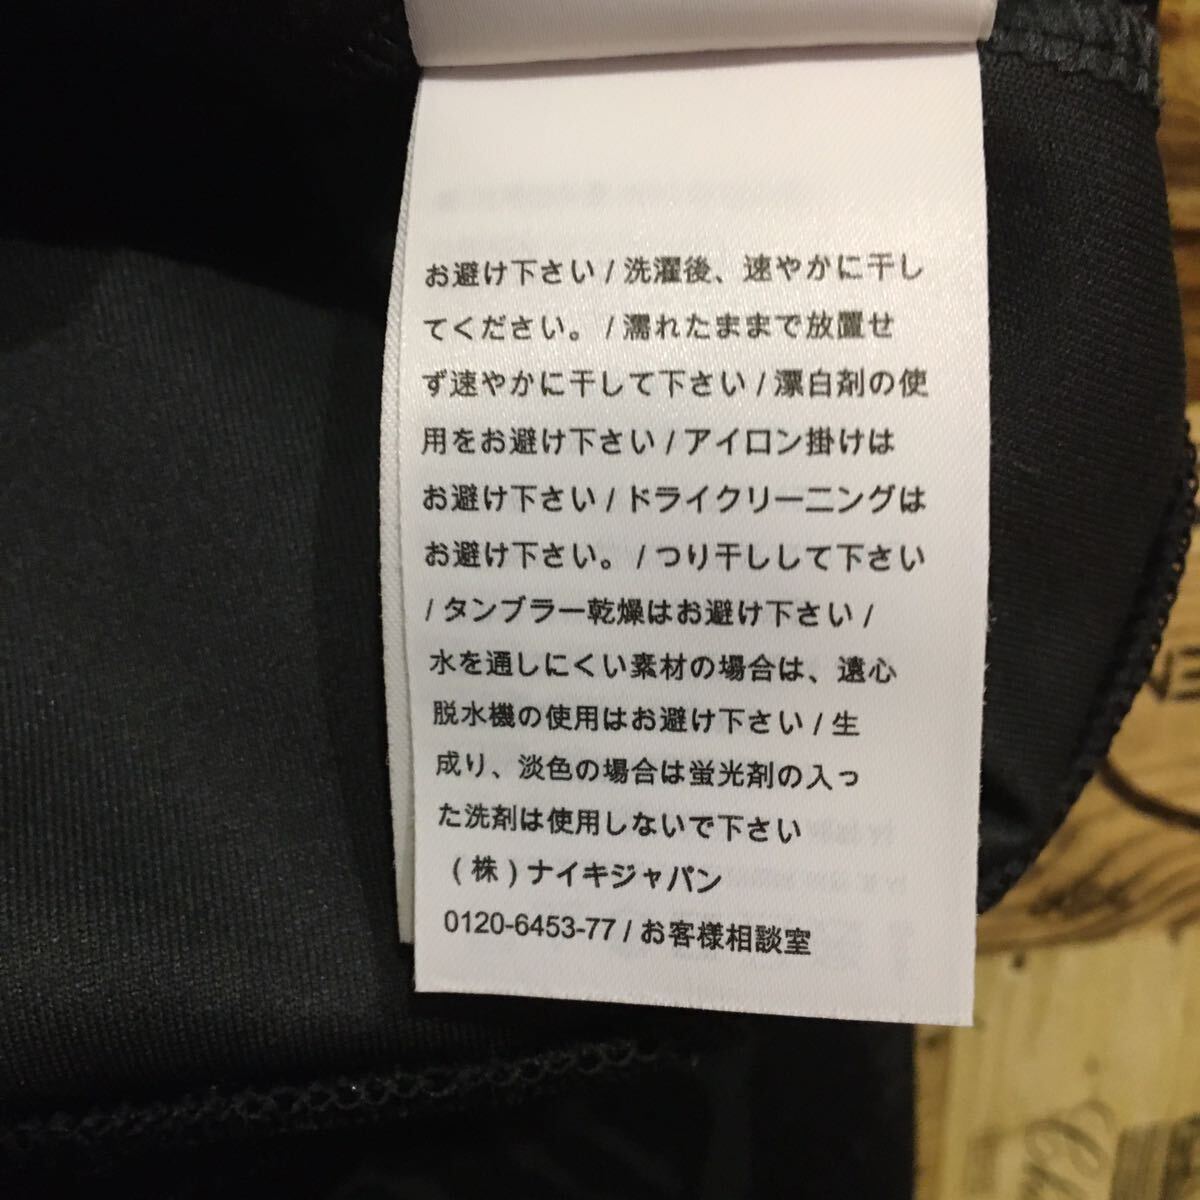 お避け下さい / 洗濯後、速やかに干し
てください。 / 濡れたままで放置せ
ず速やかに干して下さい / 漂白剤の使
用をお避け下さい / アイロン掛けは
お避け下さい / ドライクリーニングは
お避け下さい。 / つり干しして下さい
/ タンブラー乾燥はお避け下さい /
水を通しにくい素材の場合は、遠心
脱水機の使用はお避け下さい / 生
成り、淡色の場合は蛍光剤の入っ
た洗剤は使用しないで下さい
( 株 ) ナイキジャパン
0120-6453-77 / お客様相談室